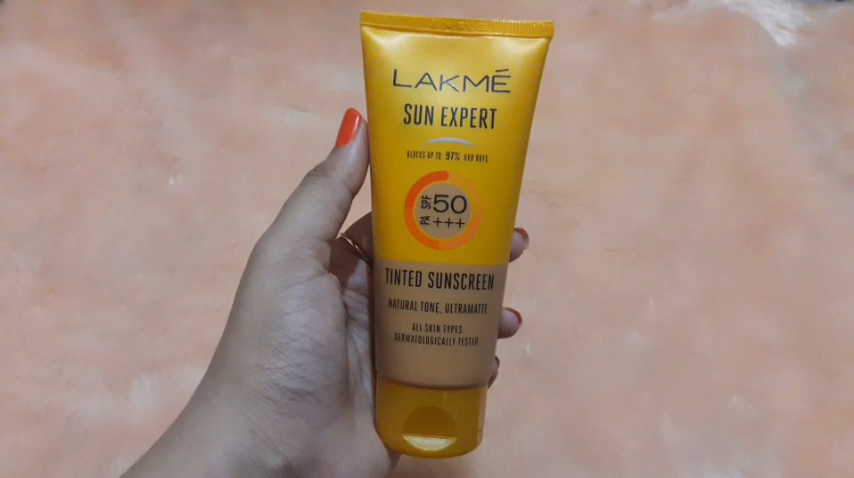 LAKMÉ
SUN EXPERT
BLOCKS UP TO 97% UVB RAYS
SPF 50
PA +++
TINTED SUNSCREEN
NATURAL TONE, ULTRAMATTE
ALL SKIN TYPES
DERMATOLOGICALLY TESTED